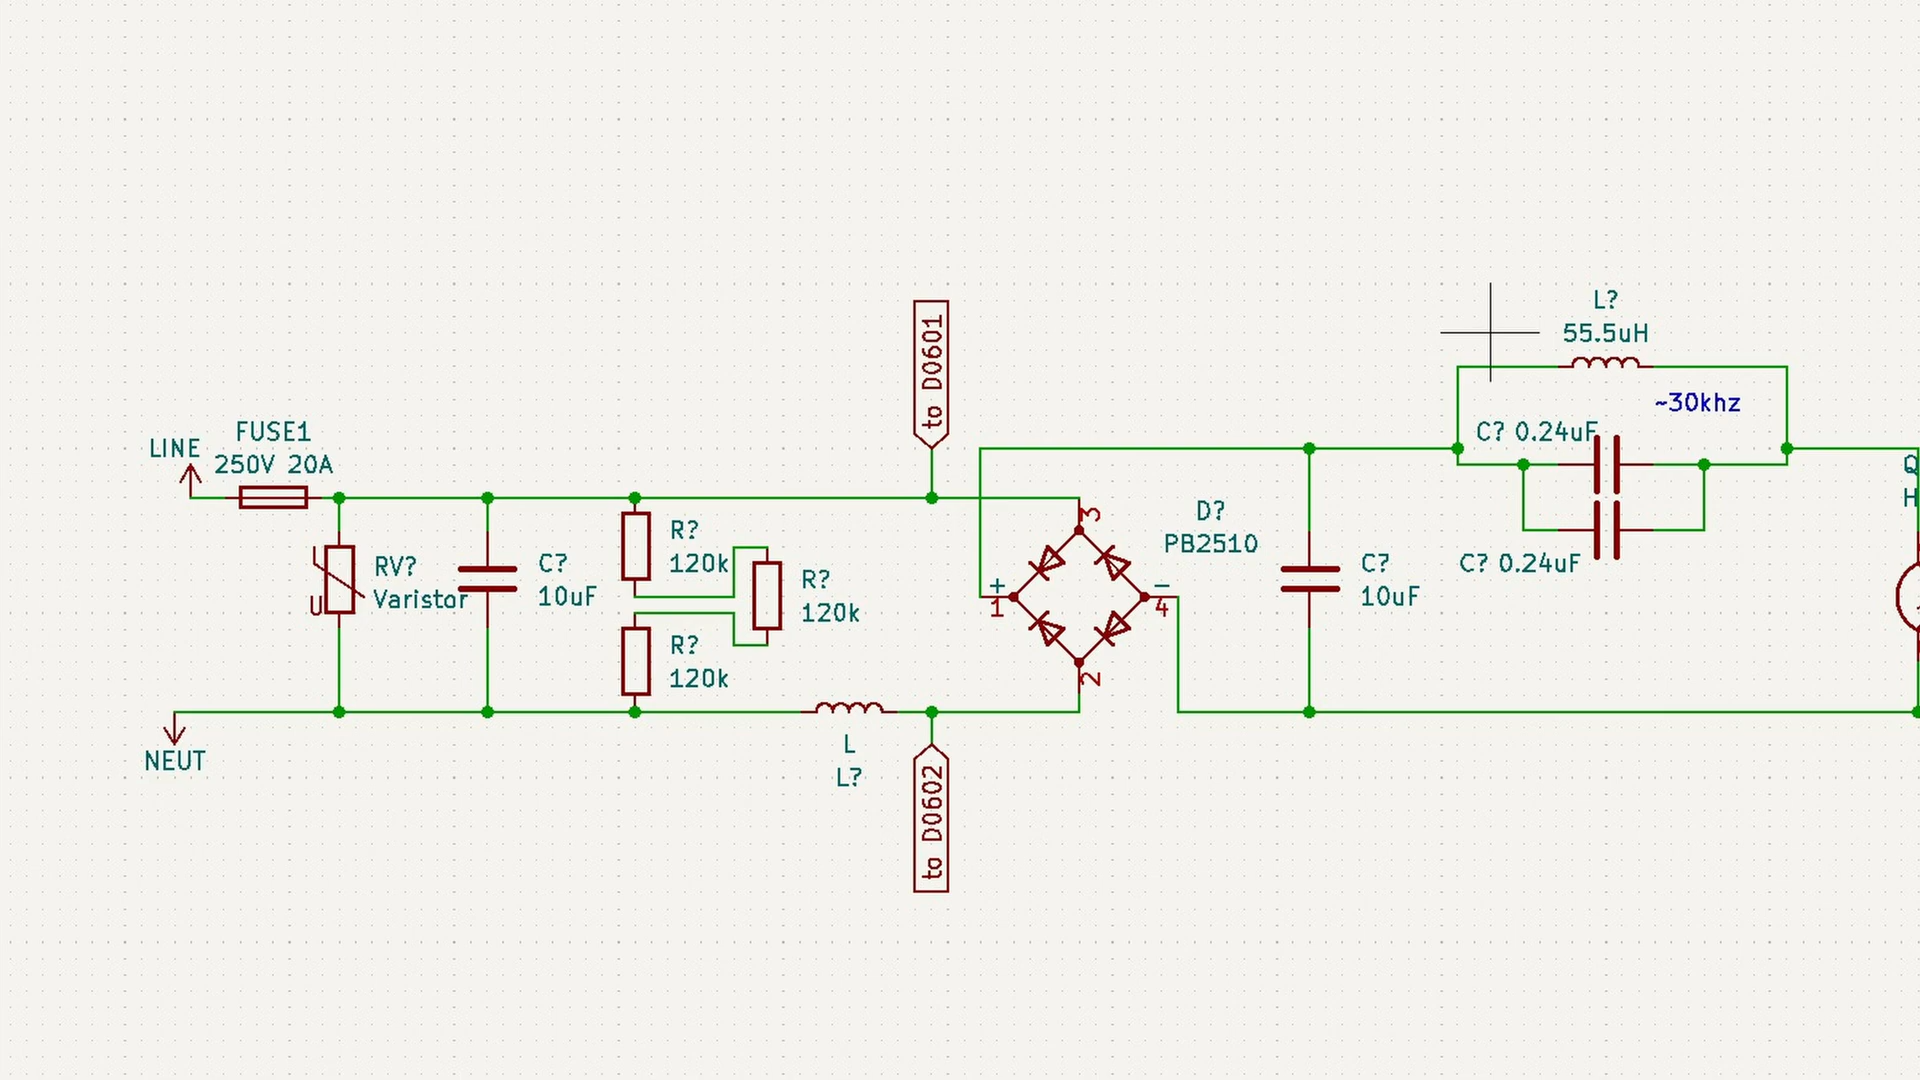 L?
55.5uH
~30khz
to D0601
FUSE1
LINE
250V 20A
C? 0.24uF
Q
H
3
D?
PB2510
R?
120k
RV?
Varistor
C?
10uF
R?
120k
+
1
-
4
C?
10uF
C? 0.24uF
U
R?
120k
2
NEUT
L
L?
to D0602